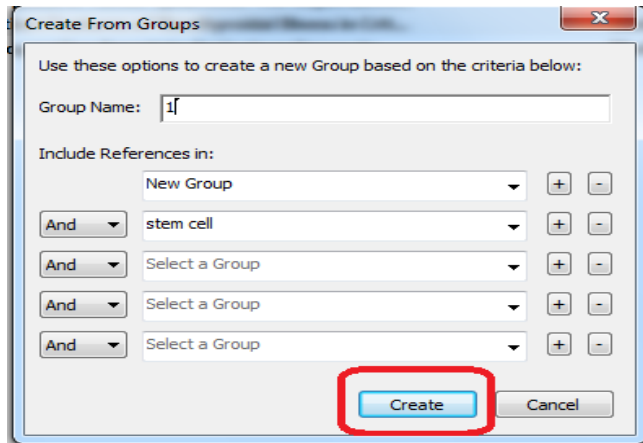 Create From Groups
Use these options to create a new Group based on the criteria below:
Group Name: 1
Include References in:
New Group + -
And stem cell + -
And Select a Group + -
And Select a Group + -
And Select a Group + -
Create Cancel